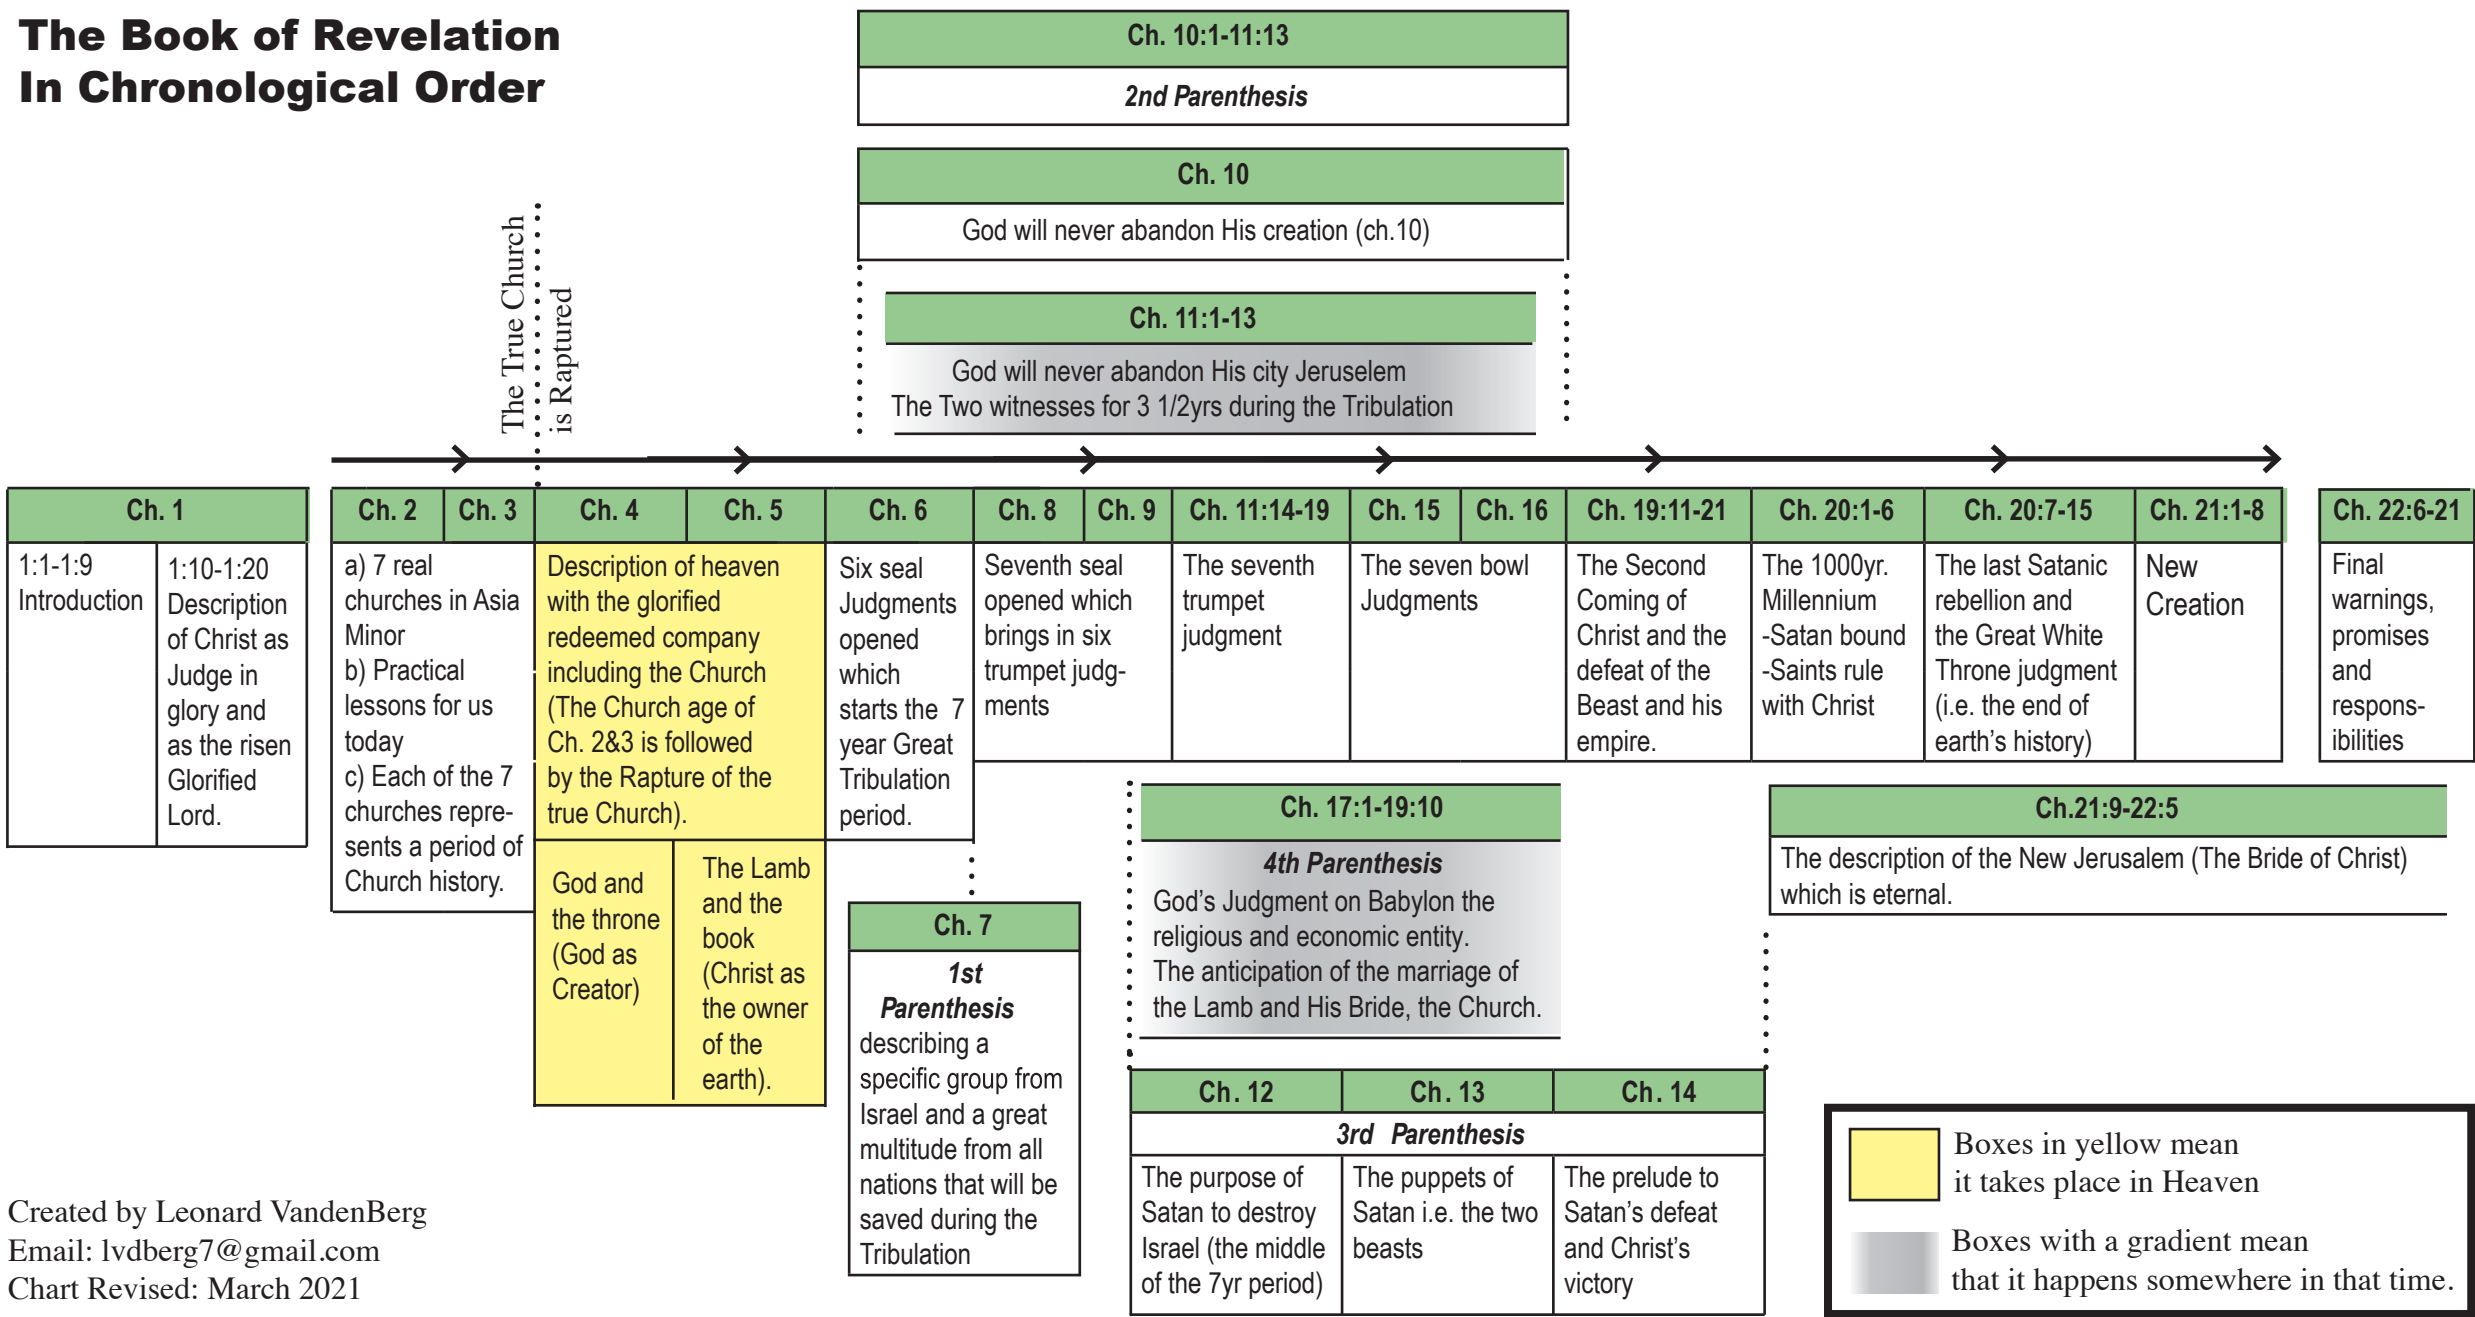 The Book of Revelation
In Chronological Order
Ch. 10:1-11:13
2nd Parenthesis
Ch. 10
God will never abandon His creation (ch.10)
Ch. 11:1-13
God will never abandon His city Jeruselem
The Two witnesses for 3 1/2yrs during the Tribulation
The True Church
is Raptured
Ch. 1
1:1-1:9
Introduction
1:10-1:20
Description
of Christ as
Judge in
glory and
as the risen
Glorified
Lord.
Ch. 2
Ch. 3
a) 7 real
churches in Asia
Minor
b) Practical
lessons for us
today
c) Each of the 7
churches repre-
sents a period of
Church history.
Ch. 4
Ch. 5
Description of heaven
with the glorified
redeemed company
including the Church
(The Church age of
Ch. 2&3 is followed
by the Rapture of the
true Church).
God and
the throne
(God as
Creator)
The Lamb
and the
book
(Christ as
the owner
of the
earth).
Ch. 6
Six seal
Judgments
opened
which
starts the 7
year Great
Tribulation
period.
Ch. 7
1st
Parenthesis
describing a
specific group from
Israel and a great
multitude from all
nations that will be
saved during the
Tribulation
Ch. 8
Ch. 9
Seventh seal
opened which
brings in six
trumpet judg-
ments
Ch. 11:14-19
The seventh
trumpet
judgment
Ch. 15
Ch. 16
The seven bowl
Judgments
Ch. 19:11-21
The Second
Coming of
Christ and the
defeat of the
Beast and his
empire.
Ch. 20:1-6
The 1000yr.
Millennium
-Satan bound
-Saints rule
with Christ
Ch. 20:7-15
The last Satanic
rebellion and
the Great White
Throne judgment
(i.e. the end of
earth's history)
Ch. 21:1-8
New
Creation
Ch. 22:6-21
Final
warnings,
promises
and
respons-
ibilities
Ch. 17:1-19:10
4th Parenthesis
God's Judgment on Babylon the
religious and economic entity.
The anticipation of the marriage of
the Lamb and His Bride, the Church.
Ch.21:9-22:5
The description of the New Jerusalem (The Bride of Christ)
which is eternal.
Ch. 12
Ch. 13
Ch. 14
3rd Parenthesis
The purpose of
Satan to destroy
Israel (the middle
of the 7yr period)
The puppets of
Satan i.e. the two
beasts
The prelude to
Satan's defeat
and Christ's
victory
Boxes in yellow mean
it takes place in Heaven
Boxes with a gradient mean
that it happens somewhere in that time.
Created by Leonard VandenBerg
Email: lvdberg7@gmail.com
Chart Revised: March 2021